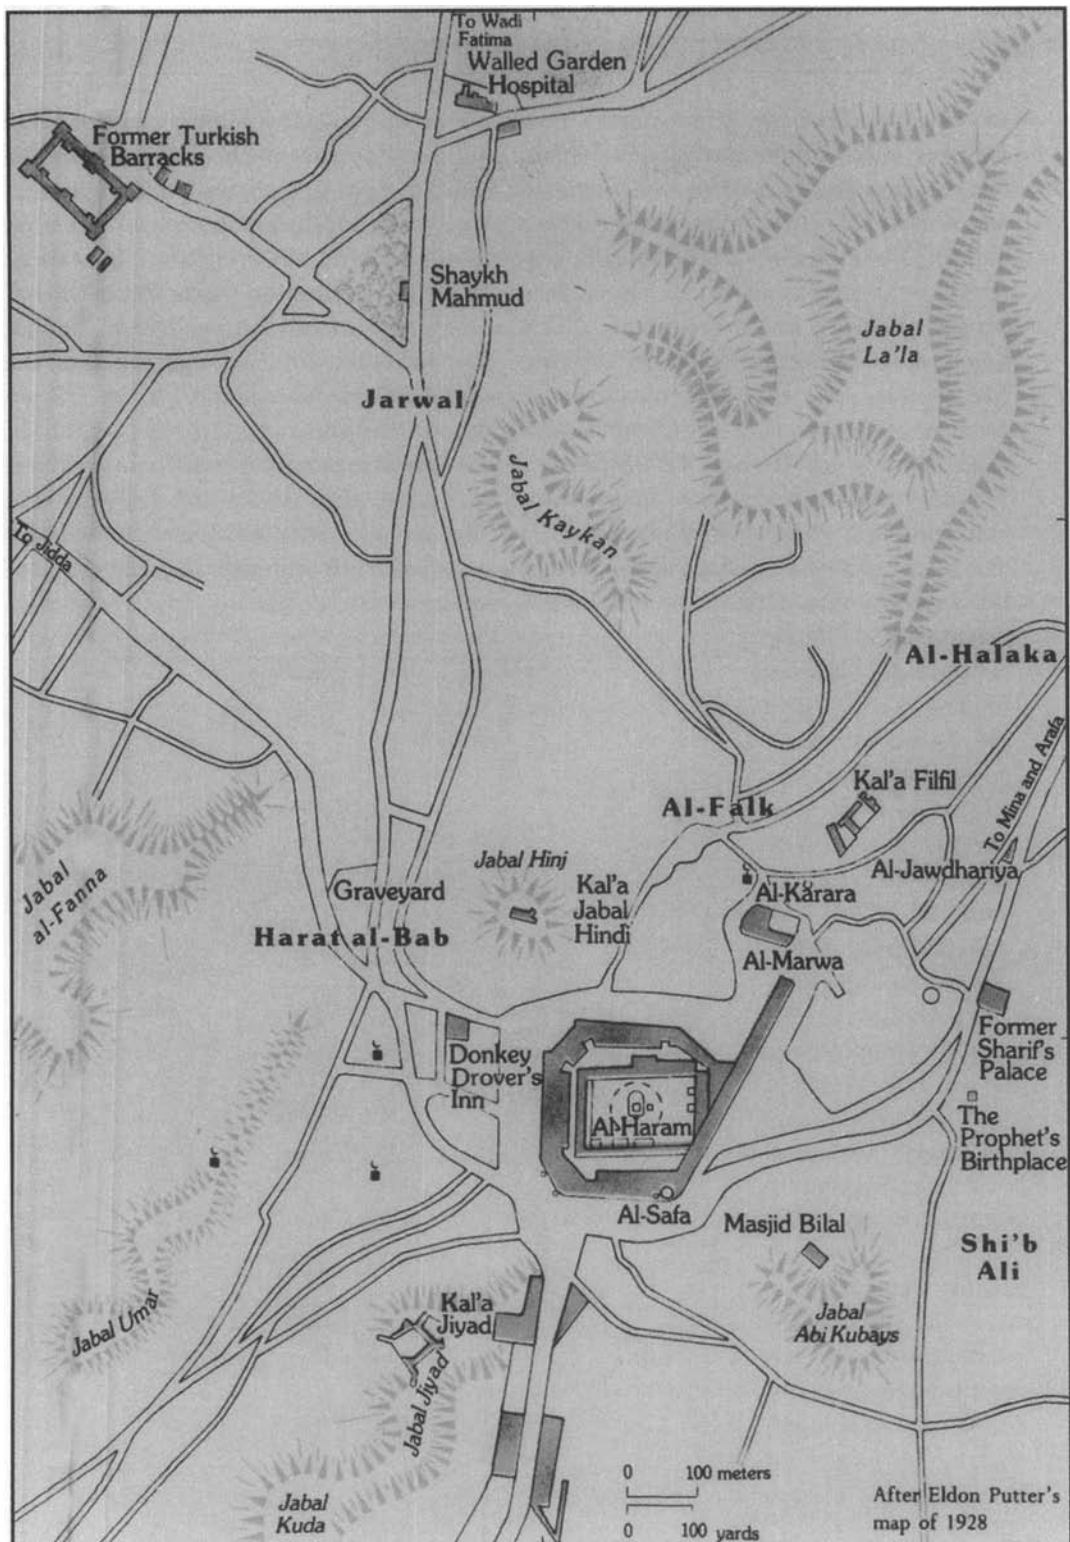 To Wadi
Fatima
Walled Garden
Hospital
Former Turkish
Barracks
Shaykh
Mahmud
Jabal
La'la
Jarwal
Jabal Kaykan
To Jidda
Al-Halaka
Kal'a Filfil
Al-Falk
To Mina and Arafa
Jabal
al-Fanna
Jabal Hinj
Kal'a
Jabal
Hindi
Al-Jawdhariya
Al-Karara
Graveyard
Harat al-Bab
Al-Marwa
Former
Sharif's
Palace
Donkey
Drover's
Inn
Al-Haram
The
Prophet's
Birthplace
Al-Safa
Masjid Bilal
Shi'b
Ali
Jabal Umar
Kal'a
Jiyad
Jabal
Abi Kubays
Jabal Jiyad
Jabal
Kuda
0 100 meters
0 100 yards
After Eldon Putter's
map of 1928